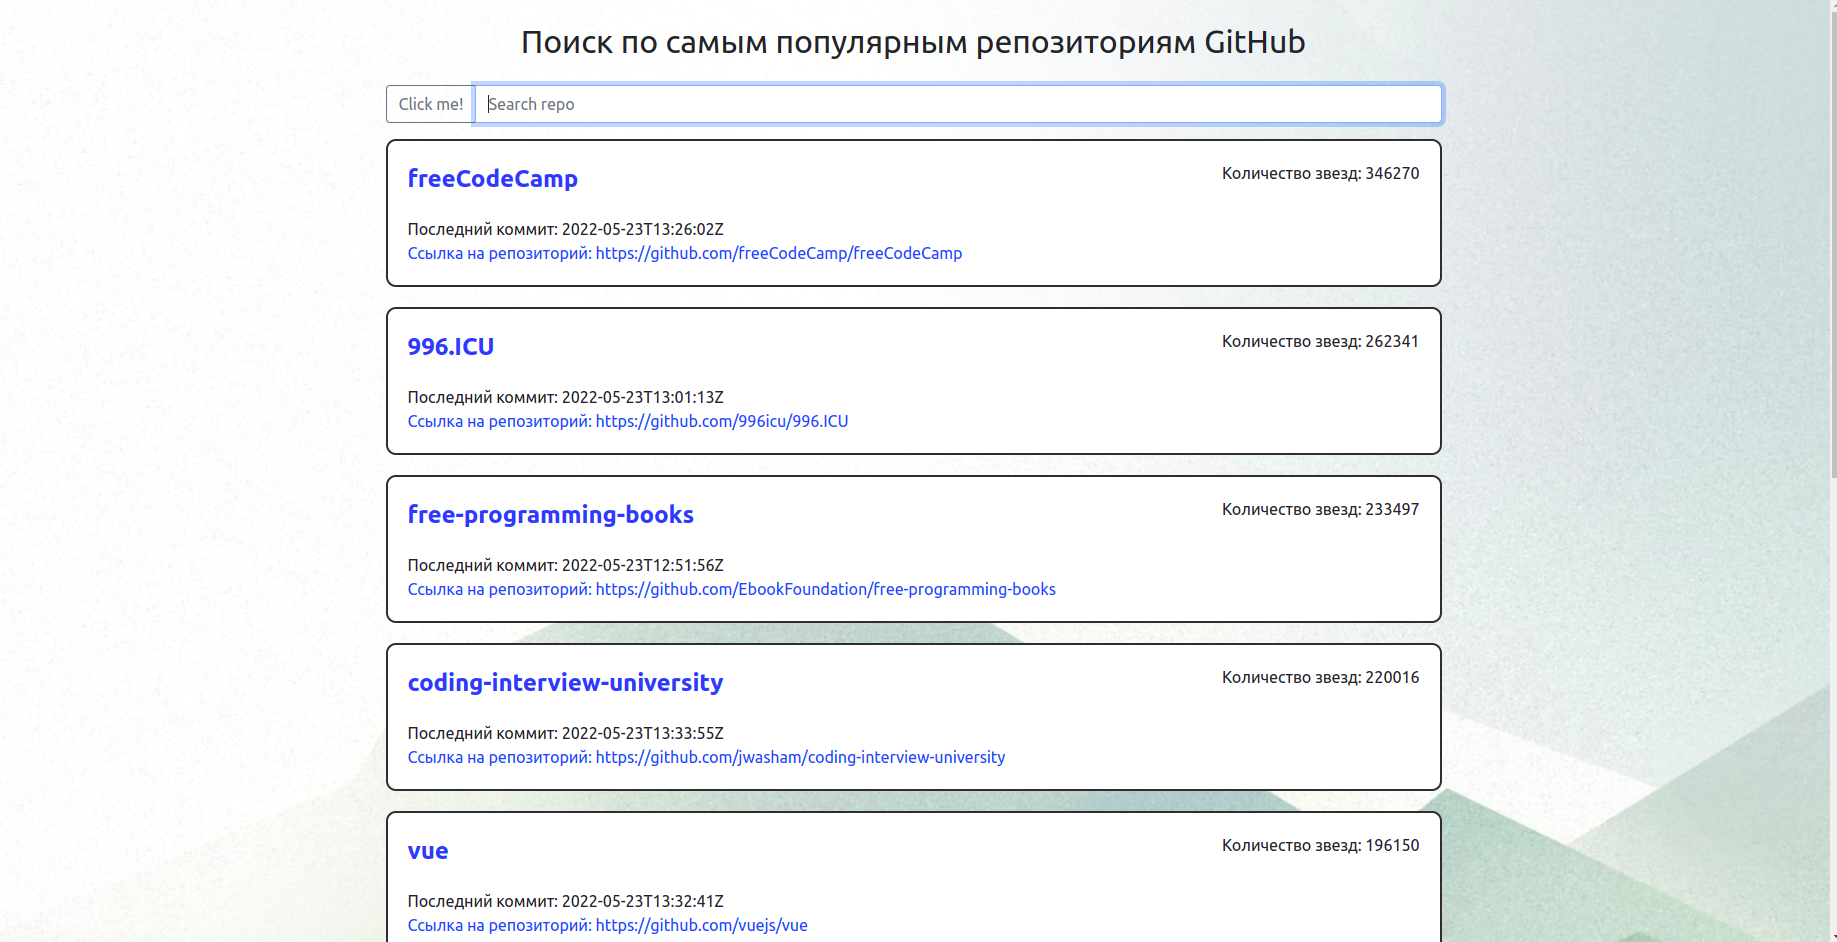 Поиск по самым популярным репозиториям GitHub
Click me! Search repo
freeCodeCamp
Количество звезд: 346270
Последний коммит: 2022-05-23T13:26:02Z
Ссылка на репозиторий: https://github.com/freeCodeCamp/freeCodeCamp
996.ICU
Количество звезд: 262341
Последний коммит: 2022-05-23T13:01:13Z
Ссылка на репозиторий: https://github.com/996icu/996.ICU
free-programming-books
Количество звезд: 233497
Последний коммит: 2022-05-23T12:51:56Z
Ссылка на репозиторий: https://github.com/EbookFoundation/free-programming-books
coding-interview-university
Количество звезд: 220016
Последний коммит: 2022-05-23T13:33:55Z
Ссылка на репозиторий: https://github.com/jwasham/coding-interview-university
vue
Количество звезд: 196150
Последний коммит: 2022-05-23T13:32:41Z
Ссылка на репозиторий: https://github.com/vuejs/vue